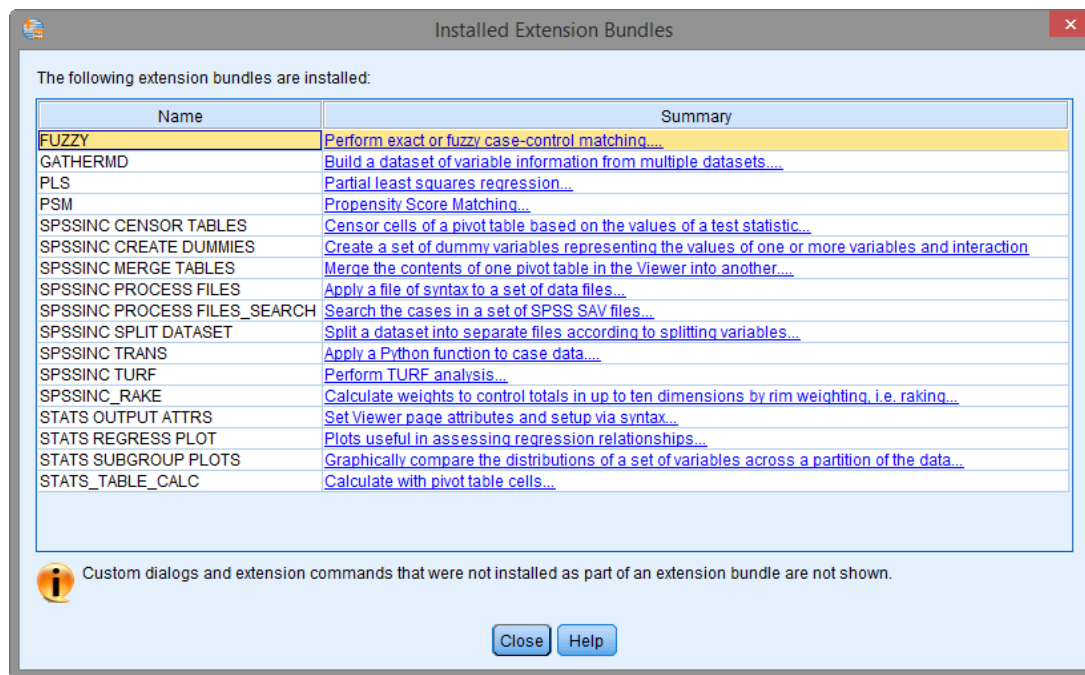 Installed Extension Bundles
The following extension bundles are installed:
Name Summary
FUZZY Perform exact or fuzzy case-control matching....
GATHERMD Build a dataset of variable information from multiple datasets....
PLS Partial least squares regression...
PSM Propensity Score Matching...
SPSSINC CENSOR TABLES Censor cells of a pivot table based on the values of a test statistic...
SPSSINC CREATE DUMMIES Create a set of dummy variables representing the values of one or more variables and interaction
SPSSINC MERGE TABLES Merge the contents of one pivot table in the Viewer into another....
SPSSINC PROCESS FILES Apply a file of syntax to a set of data files...
SPSSINC PROCESS FILES_SEARCH Search the cases in a set of SPSS SAV files...
SPSSINC SPLIT DATASET Split a dataset into separate files according to splitting variables...
SPSSINC TRANS Apply a Python function to case data....
SPSSINC TURF Perform TURF analysis...
SPSSINC_RAKE Calculate weights to control totals in up to ten dimensions by rim weighting, i.e. raking...
STATS OUTPUT ATTRS Set Viewer page attributes and setup via syntax...
STATS REGRESS PLOT Plots useful in assessing regression relationships...
STATS SUBGROUP PLOTS Graphically compare the distributions of a set of variables across a partition of the data...
STATS_TABLE_CALC Calculate with pivot table cells...
Custom dialogs and extension commands that were not installed as part of an extension bundle are not shown.
Close Help